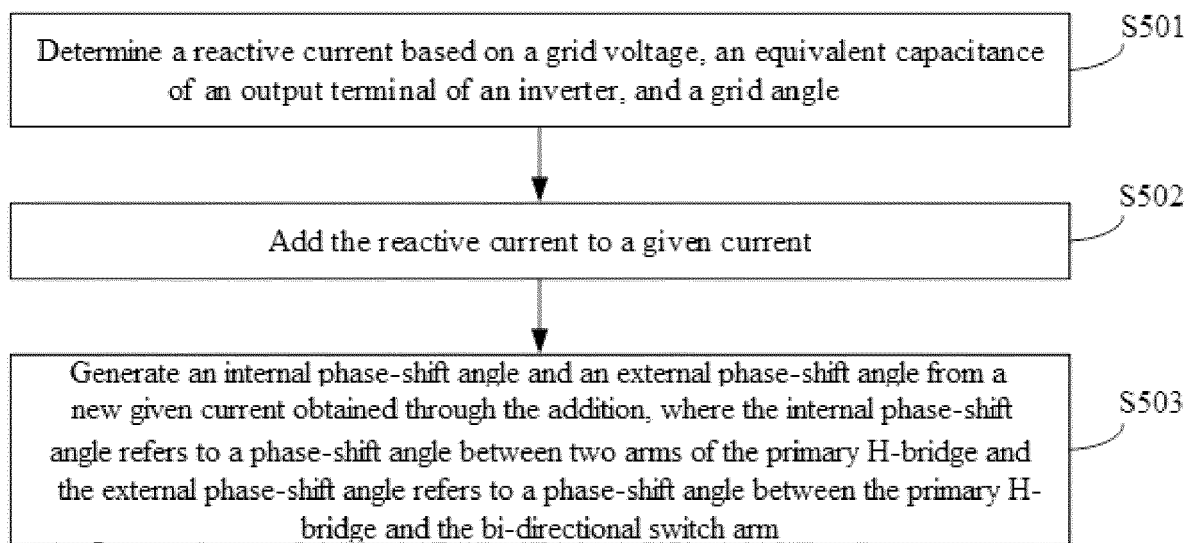 S501
Determine a reactive current based on a grid voltage, an equivalent capacitance
of an output terminal of an inverter, and a grid angle
S502
Add the reactive current to a given current
S503
Generate an internal phase-shift angle and an external phase-shift angle from a
new given current obtained through the addition, where the internal phase-shift
angle refers to a phase-shift angle between two arms of the primary H-bridge and
the external phase-shift angle refers to a phase-shift angle between the primary H-
bridge and the bi-directional switch arm